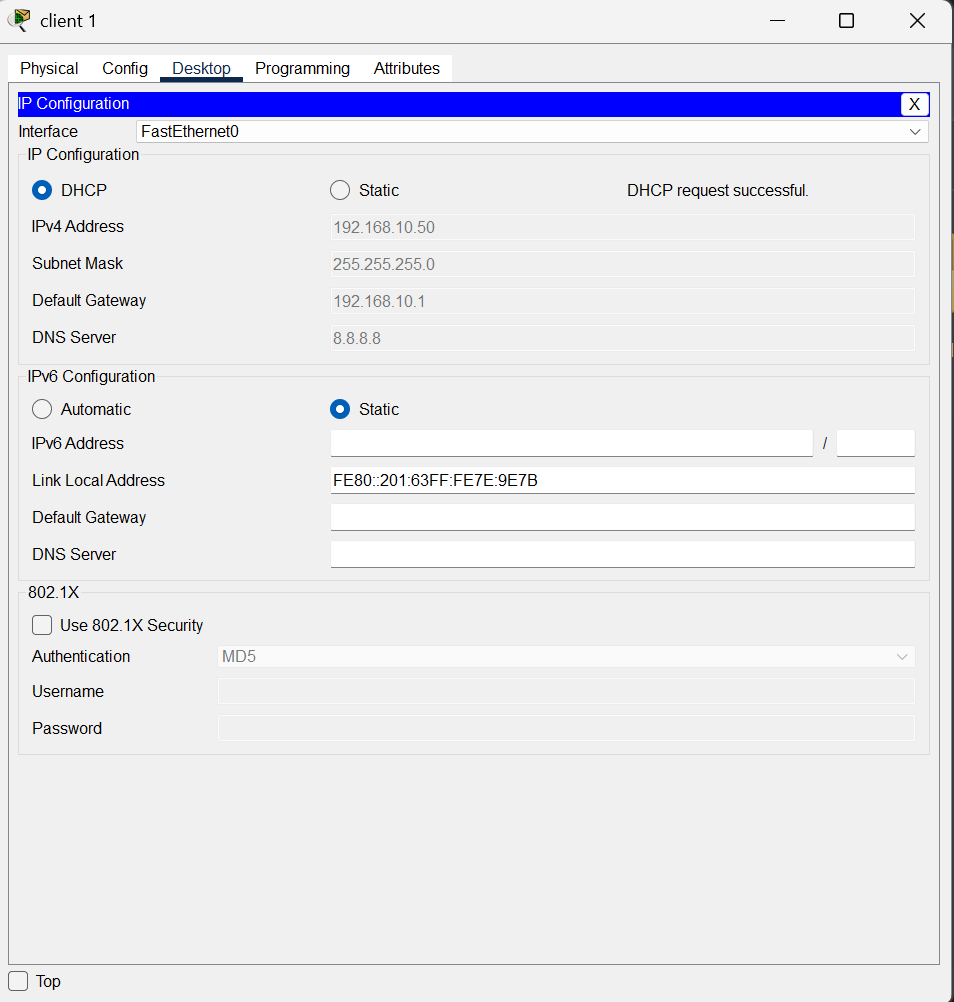 client 1
Physical Config Desktop Programming Attributes
IP Configuration X
Interface FastEthernet0
IP Configuration
DHCP Static DHCP request successful.
IPv4 Address 192.168.10.50
Subnet Mask 255.255.255.0
Default Gateway 192.168.10.1
DNS Server 8.8.8.8
IPv6 Configuration
Automatic Static
IPv6 Address /
Link Local Address FE80::201:63FF:FE7E:9E7B
Default Gateway
DNS Server
802.1X
Use 802.1X Security
Authentication MD5
Username
Password
Top